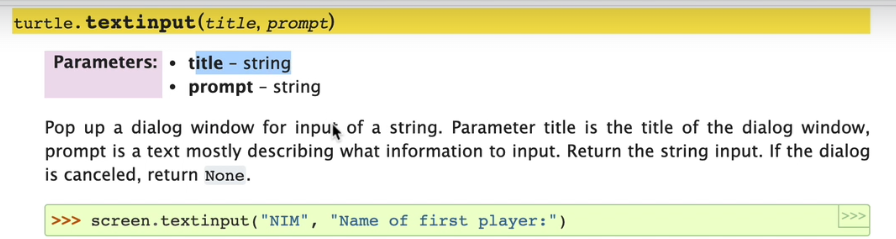 turtle.textinput(title, prompt)
Parameters: • title – string
• prompt – string
Pop up a dialog window for input of a string. Parameter title is the title of the dialog window,
prompt is a text mostly describing what information to input. Return the string input. If the dialog
is canceled, return None.
>>> screen.textinput("NIM", "Name of first player:")
>>>